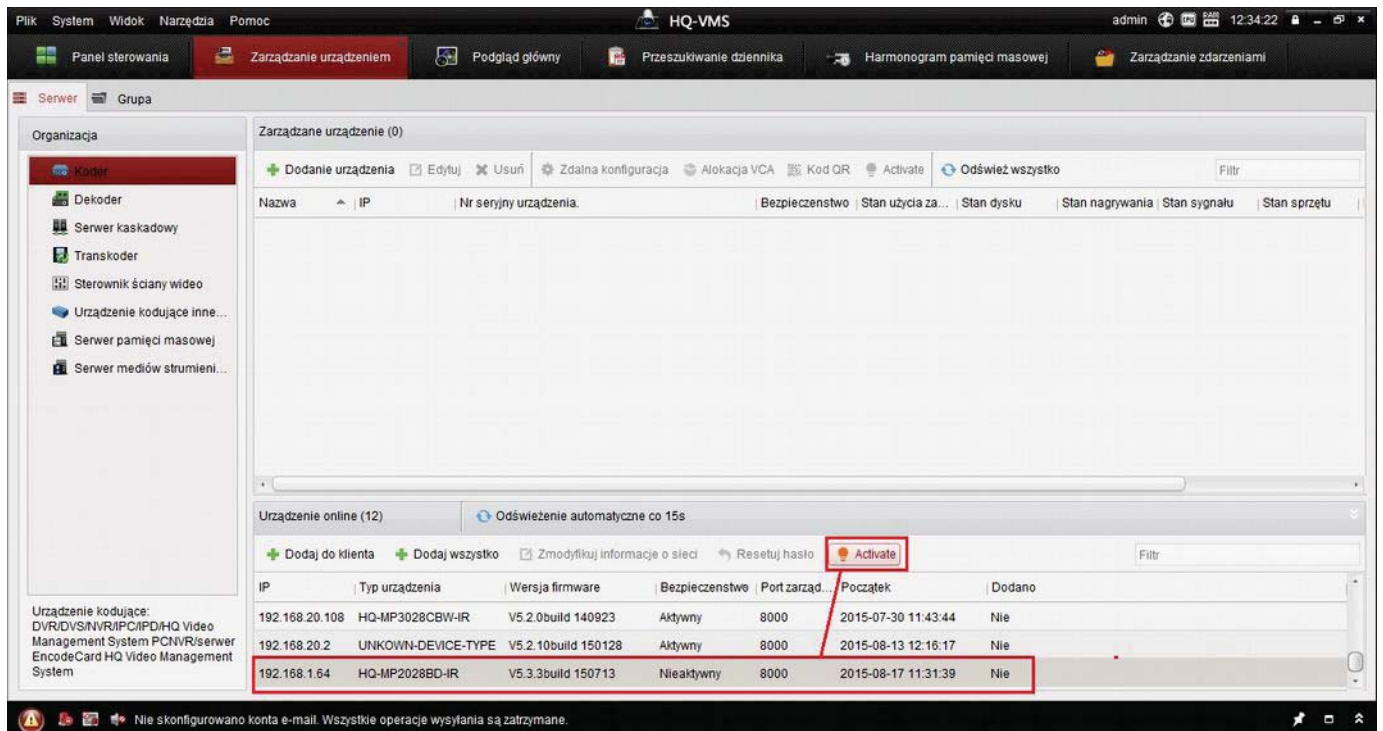 Plik System Widok Narzędzia Pomoc HQ-VMS admin 12:34:22
Panel sterowania Zarządzanie urządzeniem Podgląd główny Przeszukiwanie dziennika Harmonogram pamięci masowej Zarządzanie zdarzeniami
Serwer Grupa
Organizacja
Koder
Dekoder
Serwer kaskadowy
Transkoder
Sterownik ściany wideo
Urządzenie kodujące inne...
Serwer pamięci masowej
Serwer mediów strumieni...
Urządzenie kodujące:
DVR/DVS/NVR/IPC/IPD/HQ Video
Management System PCNVR/serwer
EncodeCard HQ Video Management
System
Zarządzane urządzenie (0)
Dodanie urządzenia Edytuj Usuń Zdalna konfiguracja Alokacja VCA Kod QR Activate Odśwież wszystko Filtr
Nazwa IP Nr seryjny urządzenia. Bezpieczenstwo Stan użycia za... Stan dysku Stan nagrywania Stan sygnału Stan sprzętu
Urządzenie online (12) Odświeżenie automatyczne co 15s
Dodaj do klienta Dodaj wszystko Zmodyfikuj informacje o sieci Resetuj hasło Activate Filtr
IP Typ urządzenia Wersja firmware Bezpieczenstwo Port zarząd... Początek Dodano
192.168.20.108 HQ-MP3028CBW-IR V5.2.0build 140923 Aktywny 8000 2015-07-30 11:43:44 Nie
192.168.20.2 UNKOWN-DEVICE-TYPE V5.2.10build 150128 Aktywny 8000 2015-08-13 12:16:17 Nie
192.168.1.64 HQ-MP2028BD-IR V5.3.3build 150713 Nieaktywny 8000 2015-08-17 11:31:39 Nie
Nie skonfigurowano konta e-mail. Wszystkie operacje wysyłania są zatrzymane.